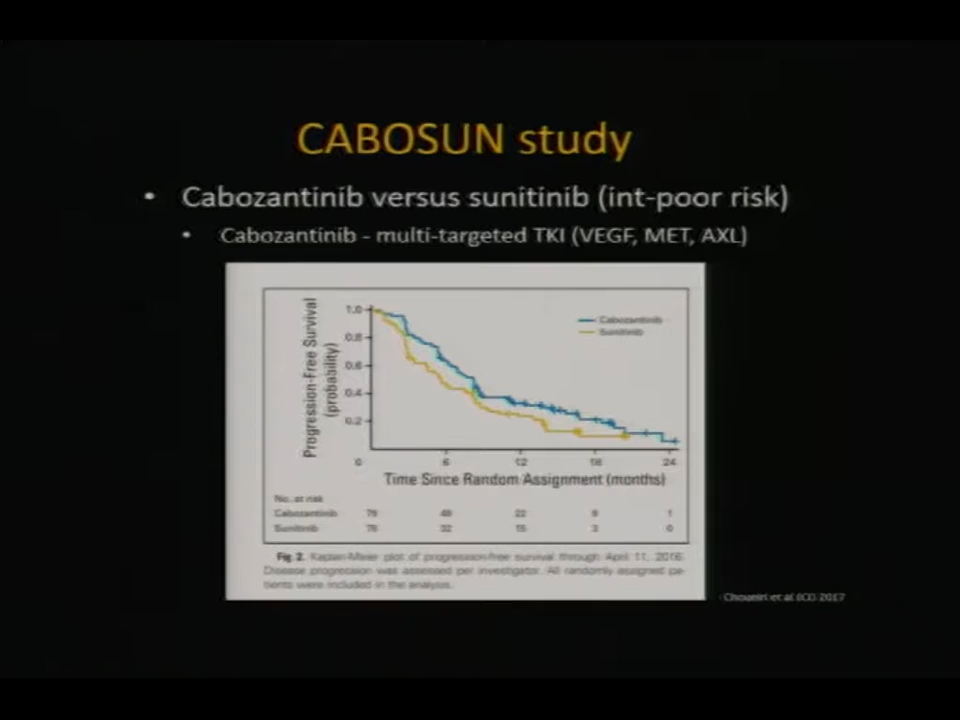 CABOSUN study
• Cabozantinib versus sunitinib (int-poor risk)
• Cabozantinib - multi-targeted TKI (VEGF, MET, AXL)
Progression-Free Survival
(probability)
1.0
0.8
0.6
0.4
0.2
Cabozantinib
Sunitinib
0 6 12 18 24
Time Since Random Assignment (months)
No. at risk
Cabozantinib 79 49 22 1
Sunitinib 78 32 15 3 0
Fig 2. Kaplan-Meier plot of progression-free survival through April 11, 2016.
Disease progression was assessed per investigator. All randomly assigned pa-
tients were included in the analysis.
Choueiri et al JCO 2017